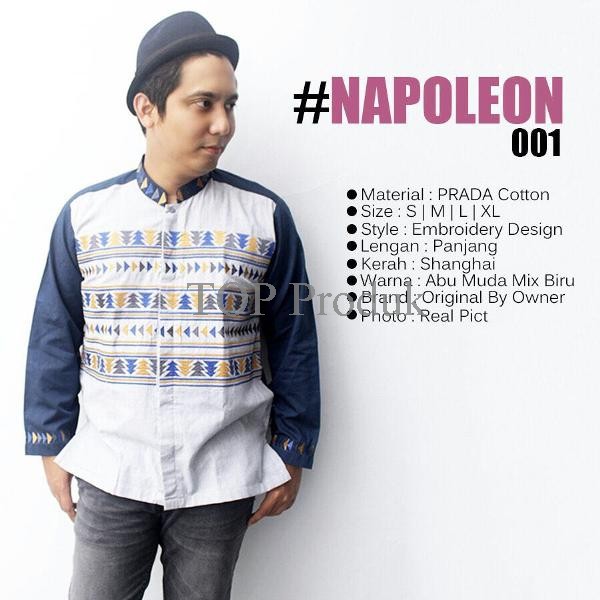 #NAPOLEON
001
● Material : PRADA Cotton
● Size : S | M | L | XL
● Style : Embroidery Design
● Lengan : Panjang
● Kerah : Shanghai
● Warna : Abu Muda Mix Biru
● Brand : Original By Owner
● Photo : Real Pict
TOP Produk